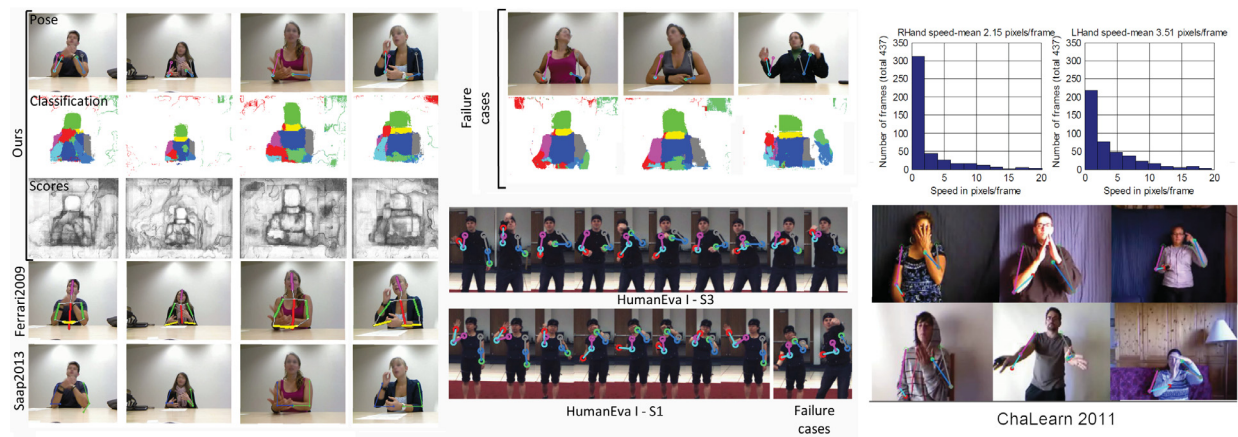 Pose
Classification
Ours
Scores
Ferrari2009
Saap2013
Failure
cases
HumanEva I - S3
HumanEva I - S1
Failure
cases
RHand speed-mean 2.15 pixels/frame
Number of frames (total 437)
350
300
250
200
150
100
50
0
0 5 10 15 20
Speed in pixels/frame
LHand speed-mean 3.51 pixels/frame
Number of frames (total 437)
350
300
250
200
150
100
50
0
0 5 10 15 20
Speed in pixels/frame
ChaLearn 2011